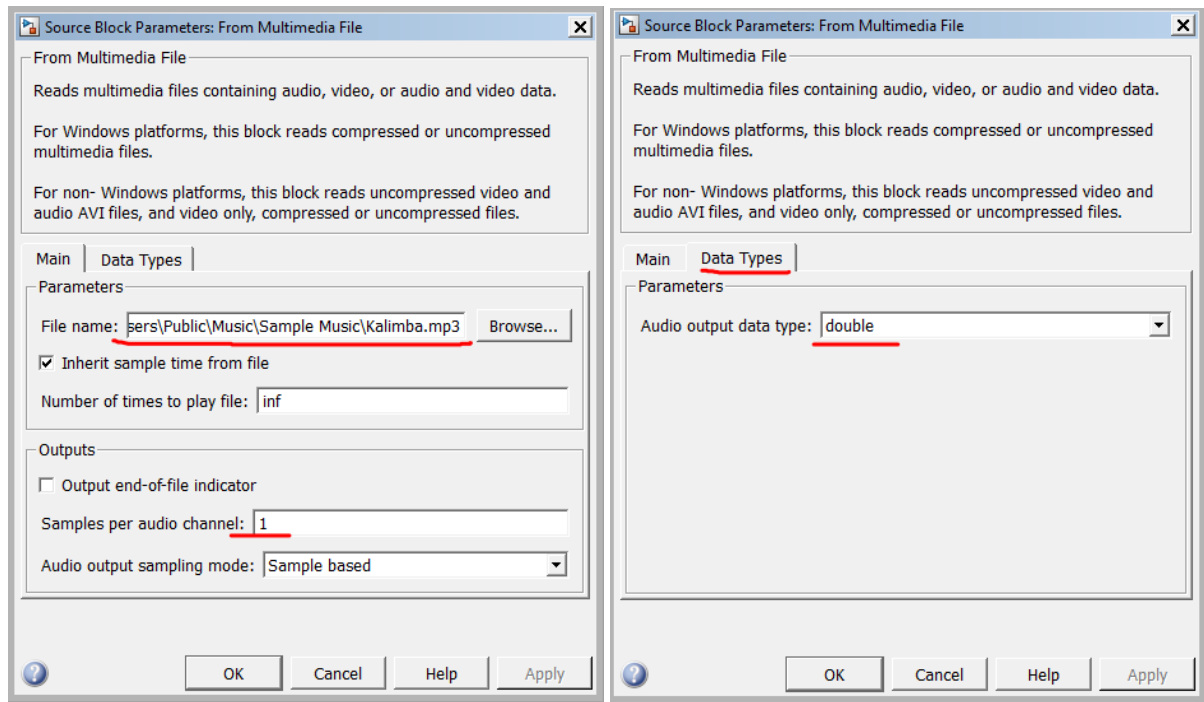 Source Block Parameters: From Multimedia File
From Multimedia File
Reads multimedia files containing audio, video, or audio and video data.
For Windows platforms, this block reads compressed or uncompressed
multimedia files.
For non- Windows platforms, this block reads uncompressed video and
audio AVI files, and video only, compressed or uncompressed files.
Main Data Types
Parameters
File name: sers\Public\Music\Sample Music\Kalimba.mp3 Browse...
Inherit sample time from file
Number of times to play file: inf
Outputs
Output end-of-file indicator
Samples per audio channel: 1
Audio output sampling mode: Sample based
OK Cancel Help Apply
Source Block Parameters: From Multimedia File
From Multimedia File
Reads multimedia files containing audio, video, or audio and video data.
For Windows platforms, this block reads compressed or uncompressed
multimedia files.
For non- Windows platforms, this block reads uncompressed video and
audio AVI files, and video only, compressed or uncompressed files.
Main Data Types
Parameters
Audio output data type: double
OK Cancel Help Apply